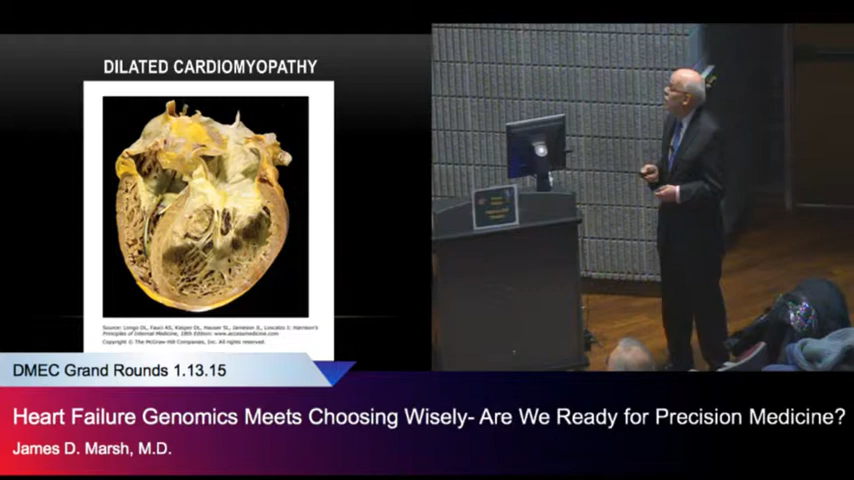 DILATED CARDIOMYOPATHY
Source: Longo DL, Fauci AS, Kasper DL, Hauser SL, Jameson JL, Loscalzo J: Harrison's
Principles of Internal Medicine, 18th Edition: www.accessmedicine.com
Copyright © The McGraw-Hill Companies, Inc. All rights reserved.
DMEC Grand Rounds 1.13.15
Heart Failure Genomics Meets Choosing Wisely- Are We Ready for Precision Medicine?
James D. Marsh, M.D.